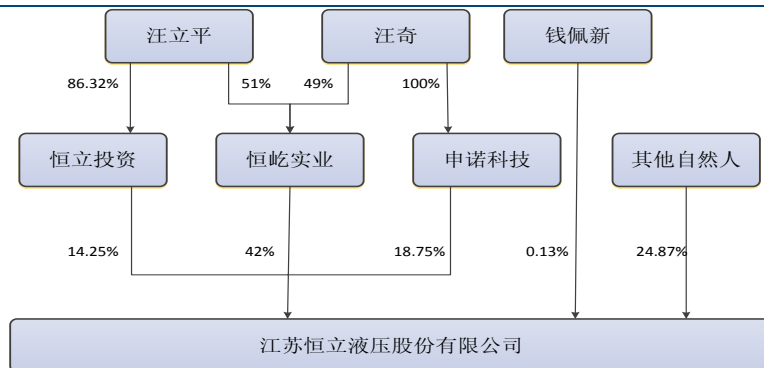 汪立平
汪奇
钱佩新
86.32%
51%
49%
100%
恒立投资
恒屹实业
申诺科技
其他自然人
14.25%
42%
18.75%
0.13%
24.87%
江苏恒立液压股份有限公司